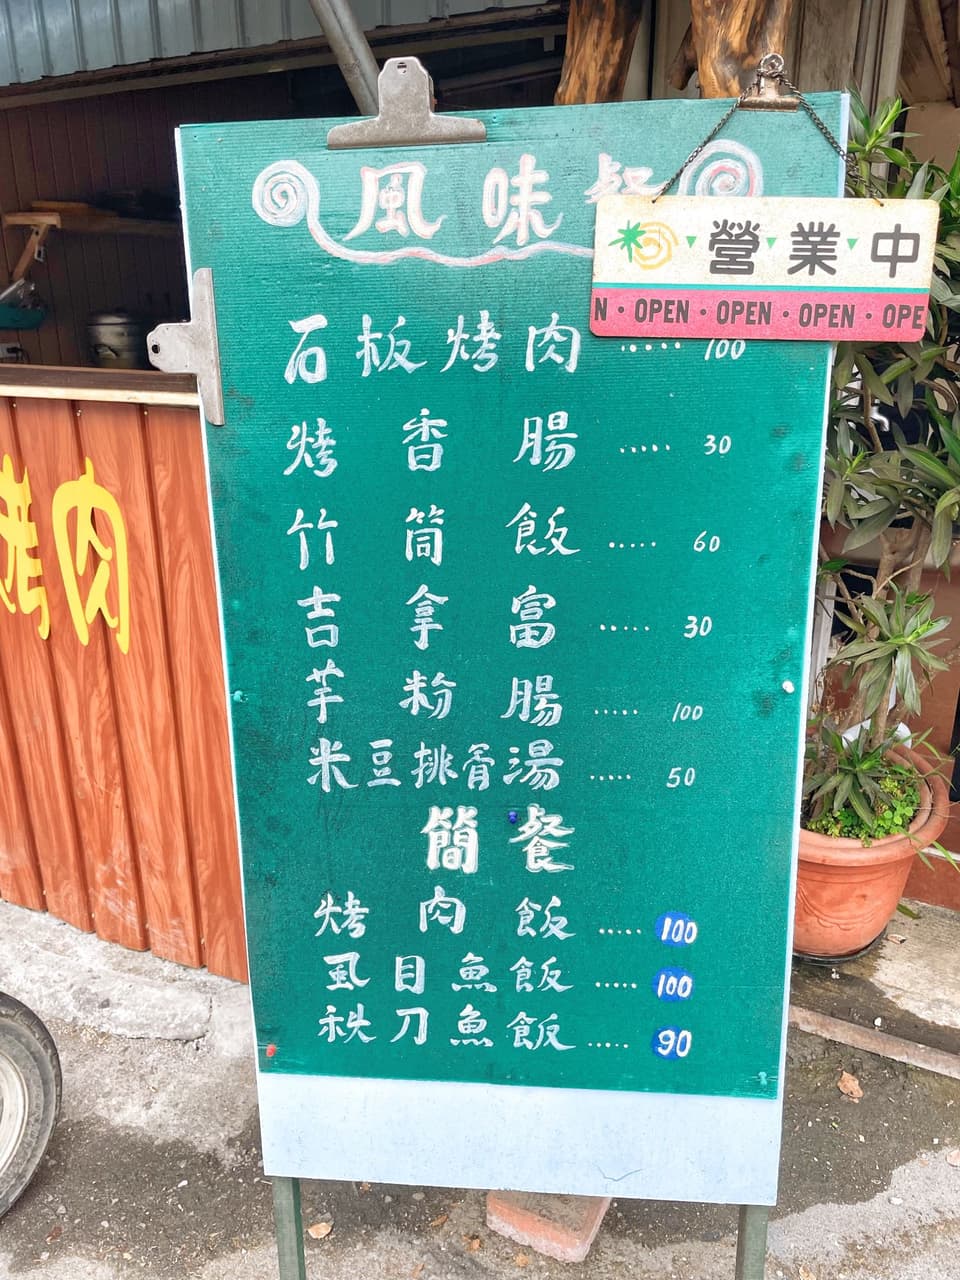 風味餐
營業中
N・OPEN・OPEN・OPEN・OPE
石板烤肉 ..... 100
烤香腸 ..... 30
竹筒飯 ..... 60
吉拿富 ..... 30
芋粉腸 ..... 100
米豆排骨湯 ..... 50
簡餐
烤肉飯 ..... 100
虱目魚飯 ..... 100
秋刀魚飯 ..... 90
烤肉